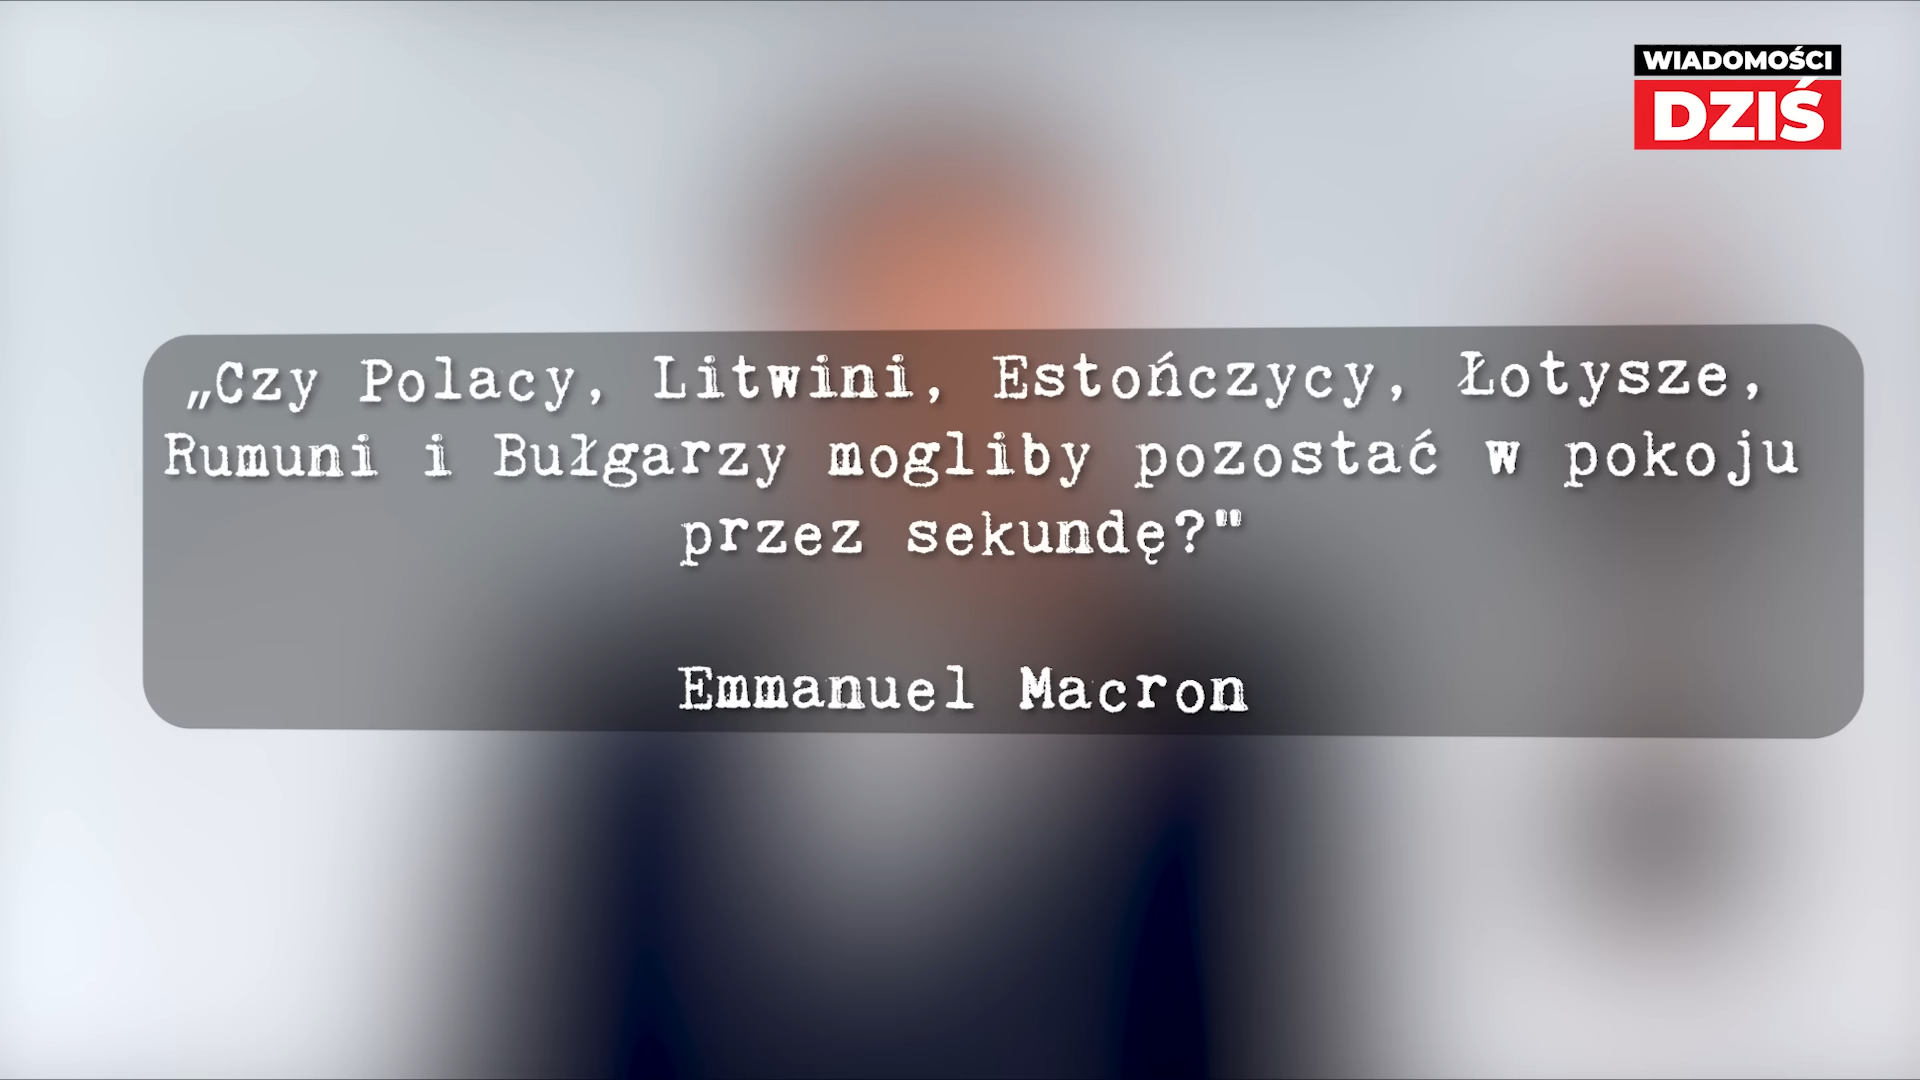 WIADOMOŚCI
DZIŚ
„Czy Polacy, Litwini, Estończycy, Łotysze,
Rumuni i Bułgarzy mogliby pozostać w pokoju
przez sekundę?"
Emmanuel Macron